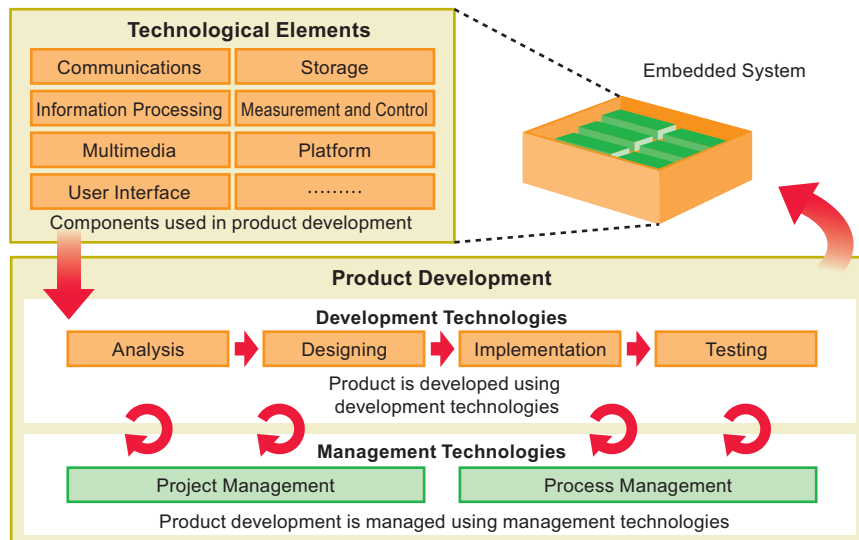 Technological Elements
Communications
Storage
Information Processing
Measurement and Control
Multimedia
Platform
User Interface
………
Components used in product development
Embedded System
Product Development
Development Technologies
Analysis
Designing
Implementation
Testing
Product is developed using
development technologies
Management Technologies
Project Management
Process Management
Product development is managed using management technologies